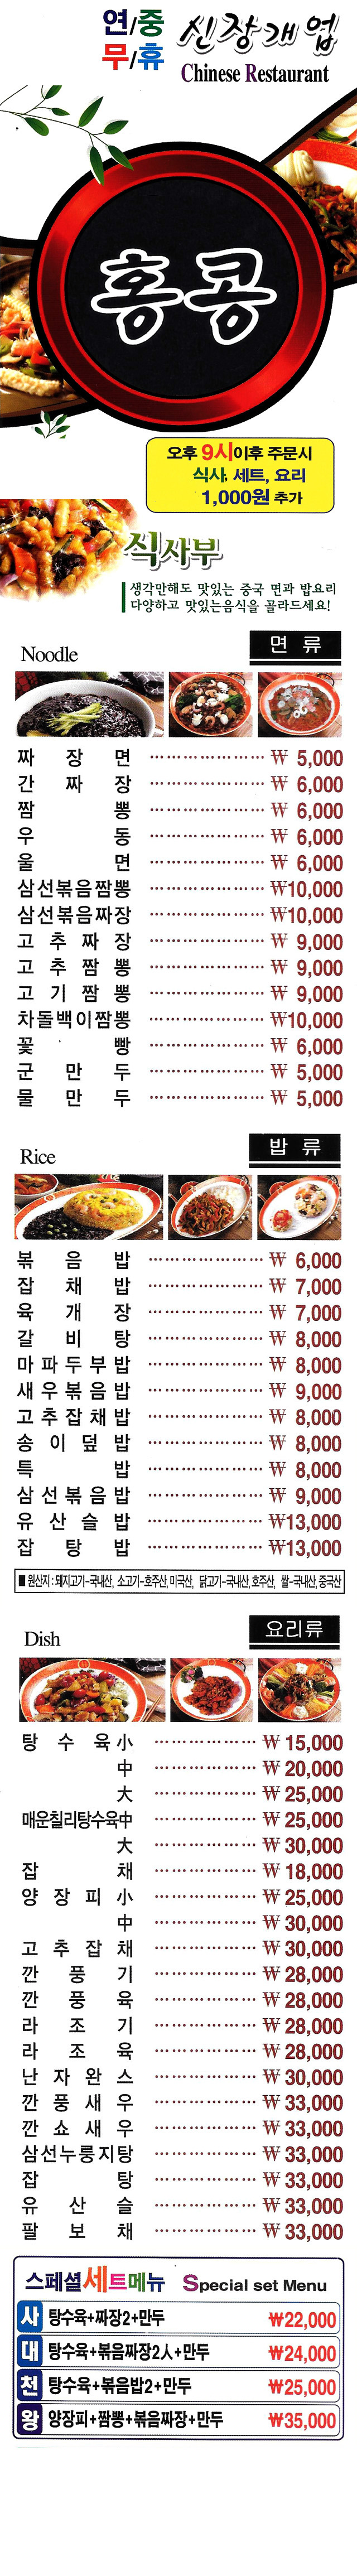 연/중 신장개업
무/휴 Chinese Restaurant
홍콩
오후 9시이후 주문시
식사, 세트, 요리
1,000원 추가
식사부
생각만해도 맛있는 중국 면과 밥요리
다양하고 맛있는음식을 골라드세요!
Noodle 면 류
짜 장 면 ········· ₩ 5,000
간 짜 장 ········· ₩ 6,000
짬 뽕 ········· ₩ 6,000
우 동 ········· ₩ 6,000
울 면 ········· ₩ 6,000
삼선볶음짬뽕 ········· ₩10,000
삼선볶음짜장 ········· ₩10,000
고 추 짜 장 ········· ₩ 9,000
고 추 짬 뽕 ········· ₩ 9,000
고 기 짬 뽕 ········· ₩ 9,000
차돌백이짬뽕 ········· ₩10,000
꽃 빵 ········· ₩ 6,000
군 만 두 ········· ₩ 5,000
물 만 두 ········· ₩ 5,000
Rice 밥 류
볶 음 밥 ········· ₩ 6,000
잡 채 밥 ········· ₩ 7,000
육 개 장 ········· ₩ 7,000
갈 비 탕 ········· ₩ 8,000
마 파 두 부 밥 ········· ₩ 8,000
새 우 볶 음 밥 ········· ₩ 9,000
고 추 잡 채 밥 ········· ₩ 8,000
송 이 덮 밥 ········· ₩ 8,000
특 밥 ········· ₩ 8,000
삼 선 볶 음 밥 ········· ₩ 9,000
유 산 슬 밥 ········· ₩13,000
잡 탕 밥 ········· ₩13,000
■ 원산지 : 돼지고기-국내산, 소고기-호주산, 미국산, 닭고기-국내산, 호주산, 쌀-국내산, 중국산
Dish 요리류
탕 수 육 小 ········· ₩ 15,000
中 ········· ₩ 20,000
大 ········· ₩ 25,000
매운칠리탕수육中 ········· ₩ 25,000
大 ········· ₩ 30,000
잡 채 ········· ₩ 18,000
양 장 피 小 ········· ₩ 25,000
中 ········· ₩ 30,000
고 추 잡 채 ········· ₩ 30,000
깐 풍 기 ········· ₩ 28,000
깐 풍 육 ········· ₩ 28,000
라 조 기 ········· ₩ 28,000
라 조 육 ········· ₩ 28,000
난 자 완 스 ········· ₩ 30,000
깐 풍 새 우 ········· ₩ 33,000
깐 쇼 새 우 ········· ₩ 33,000
삼선누룽지탕 ········· ₩ 33,000
잡 탕 ········· ₩ 33,000
유 산 슬 ········· ₩ 33,000
팔 보 채 ········· ₩ 33,000
스페셜세트메뉴 Special set Menu
사 탕수육+짜장2+만두 ₩22,000
대 탕수육+볶음짜장2人+만두 ₩24,000
천 탕수육+볶음밥2+만두 ₩25,000
왕 양장피+짬뽕+볶음짜장+만두 ₩35,000